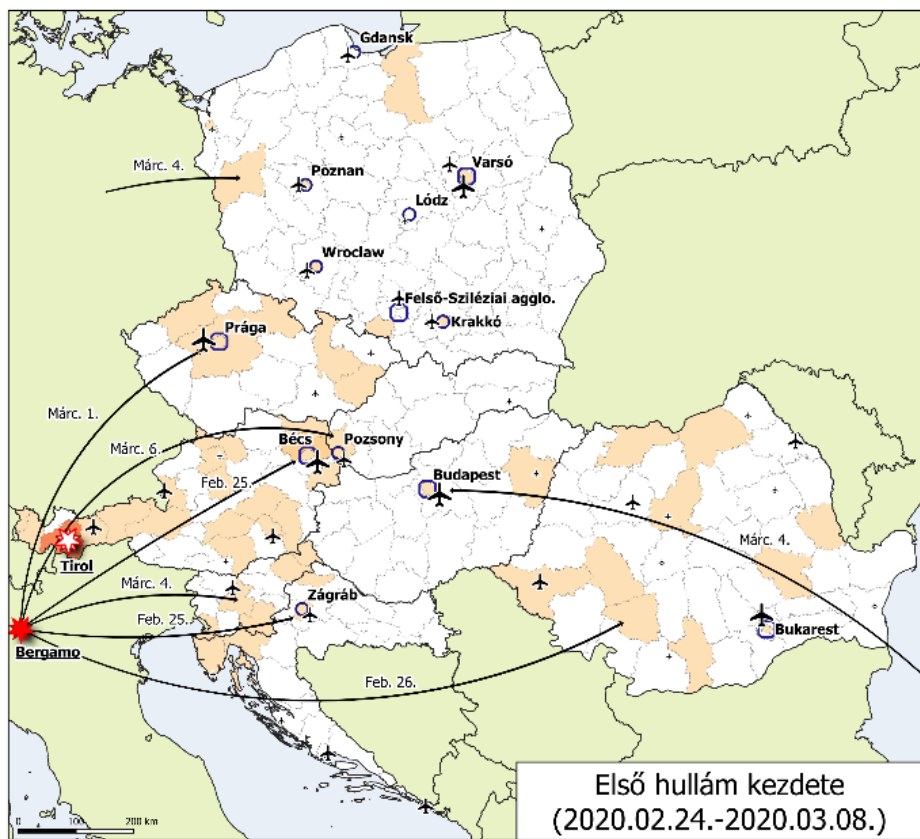 Gdansk
Márc. 4.
Poznan
Varsó
Lódz
Wroclaw
Felső-Sziléziai agglo.
Krakkó
Prága
Márc. 1.
Márc. 6.
Bécs
Pozsony
Feb. 25.
Budapest
Márc. 4.
Tirol
Márc. 4.
Zágráb
Feb. 25.
Bergamo
Bukarest
Feb. 26.
Első hullám kezdete
(2020.02.24.-2020.03.08.)
0 100 200 km